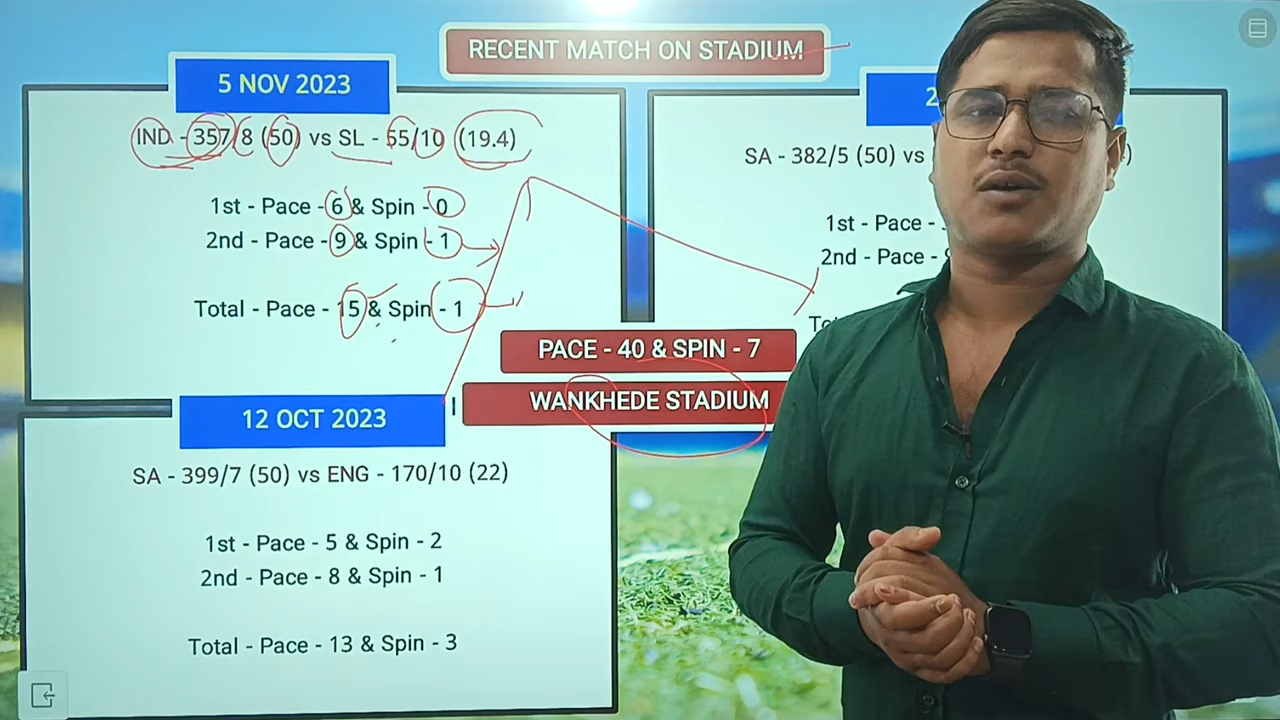 RECENT MATCH ON STADIUM
5 NOV 2023
IND - 357/8 (50) vs SL - 55/10 (19.4)
1st - Pace - 6 & Spin - 0
2nd - Pace - 9 & Spin - 1
Total - Pace - 15 & Spin - 1
2
SA - 382/5 (50) vs
1st - Pace -
2nd - Pace -
PACE - 40 & SPIN - 7
WANKHEDE STADIUM
12 OCT 2023
SA - 399/7 (50) vs ENG - 170/10 (22)
1st - Pace - 5 & Spin - 2
2nd - Pace - 8 & Spin - 1
Total - Pace - 13 & Spin - 3